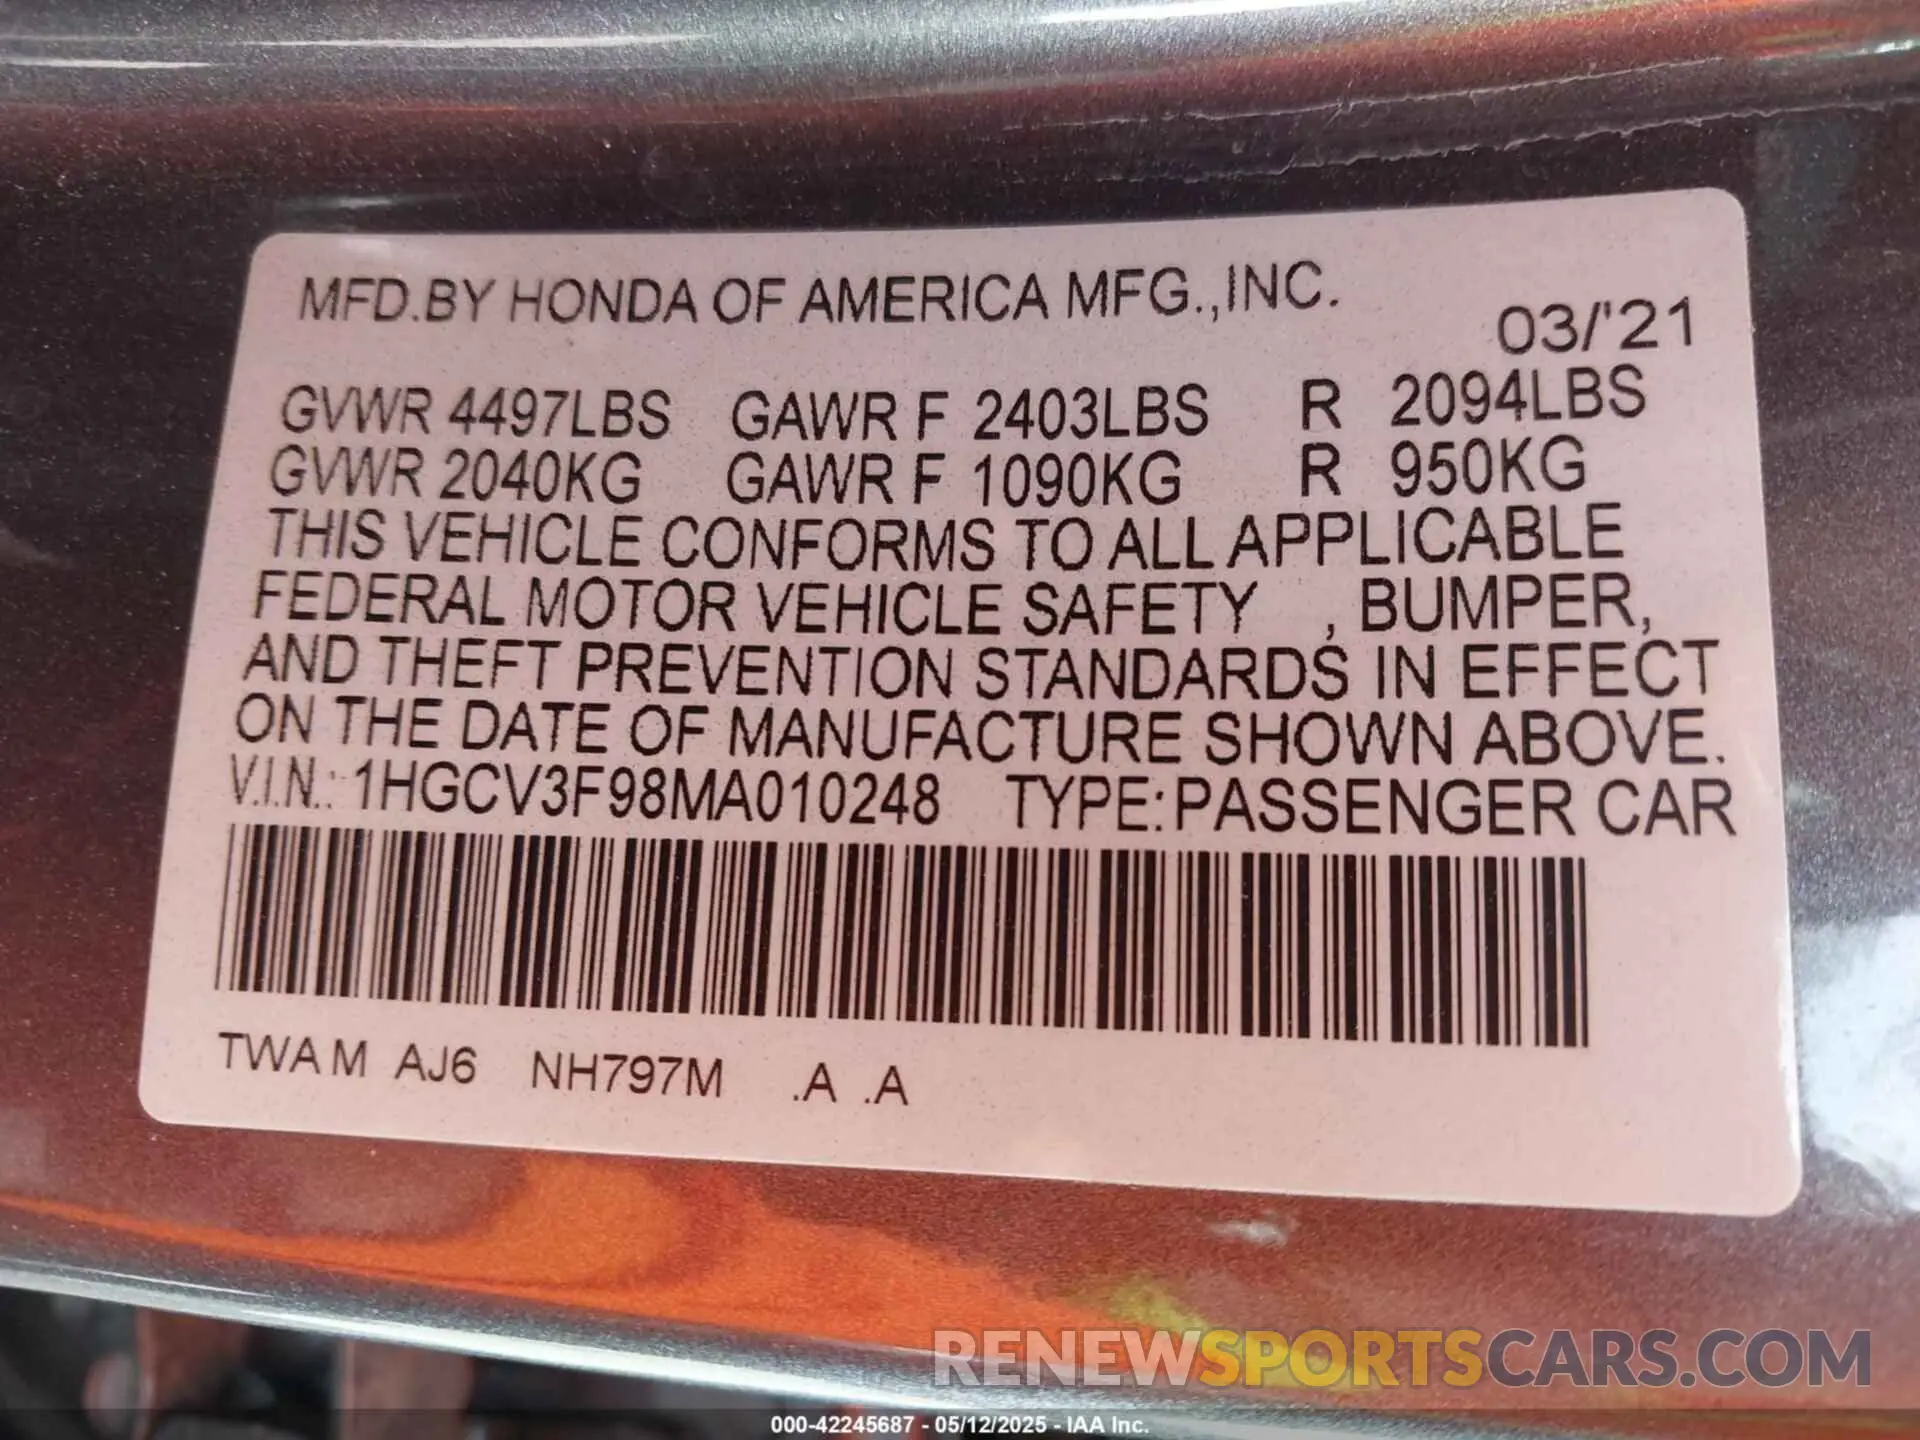 MFD.BY HONDA OF AMERICA MFG.,INC.
03/'21
GVWR 4497LBS GAWR F 2403LBS R 2094LBS
GVWR 2040KG GAWR F 1090KG R 950KG
THIS VEHICLE CONFORMS TO ALL APPLICABLE
FEDERAL MOTOR VEHICLE SAFETY , BUMPER,
AND THEFT PREVENTION STANDARDS IN EFFECT
ON THE DATE OF MANUFACTURE SHOWN ABOVE.
V.I.N.: 1HGCV3F98MA010248 TYPE:PASSENGER CAR
TWAM AJ6 NH797M .A .A
RENEWSPORTSCARS.COM
000-42245687 - 05/12/2025 - IAA Inc.